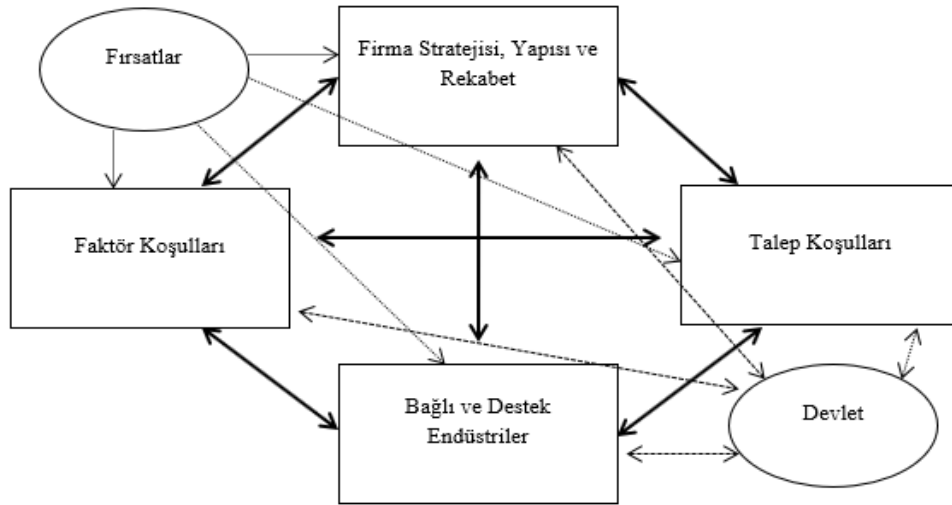 Fırsatlar
Firma Stratejisi, Yapısı ve
Rekabet
Faktör Koşulları
Talep Koşulları
Bağlı ve Destek
Endüstriler
Devlet